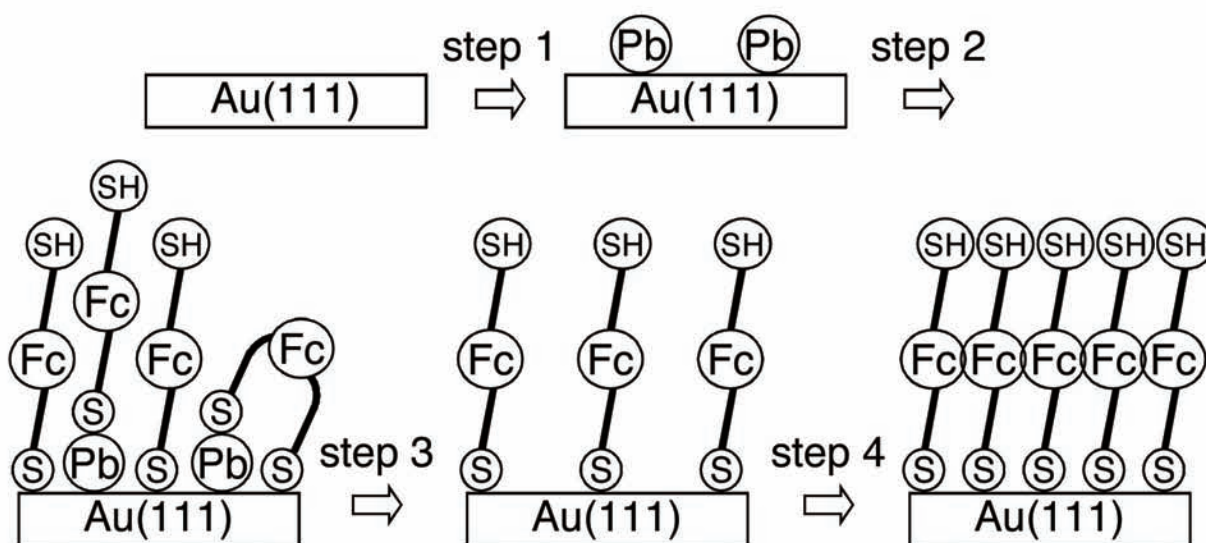 step 1
Pb Pb
step 2
Au(111)
Au(111)
SH
SH SH
Fc
Fc Fc Fc
S S
S Pb S Pb S
Au(111)
step 3
SH SH SH
Fc Fc Fc
S S S
Au(111)
step 4
SH SH SH SH SH
Fc Fc Fc Fc Fc
S S S S S
Au(111)